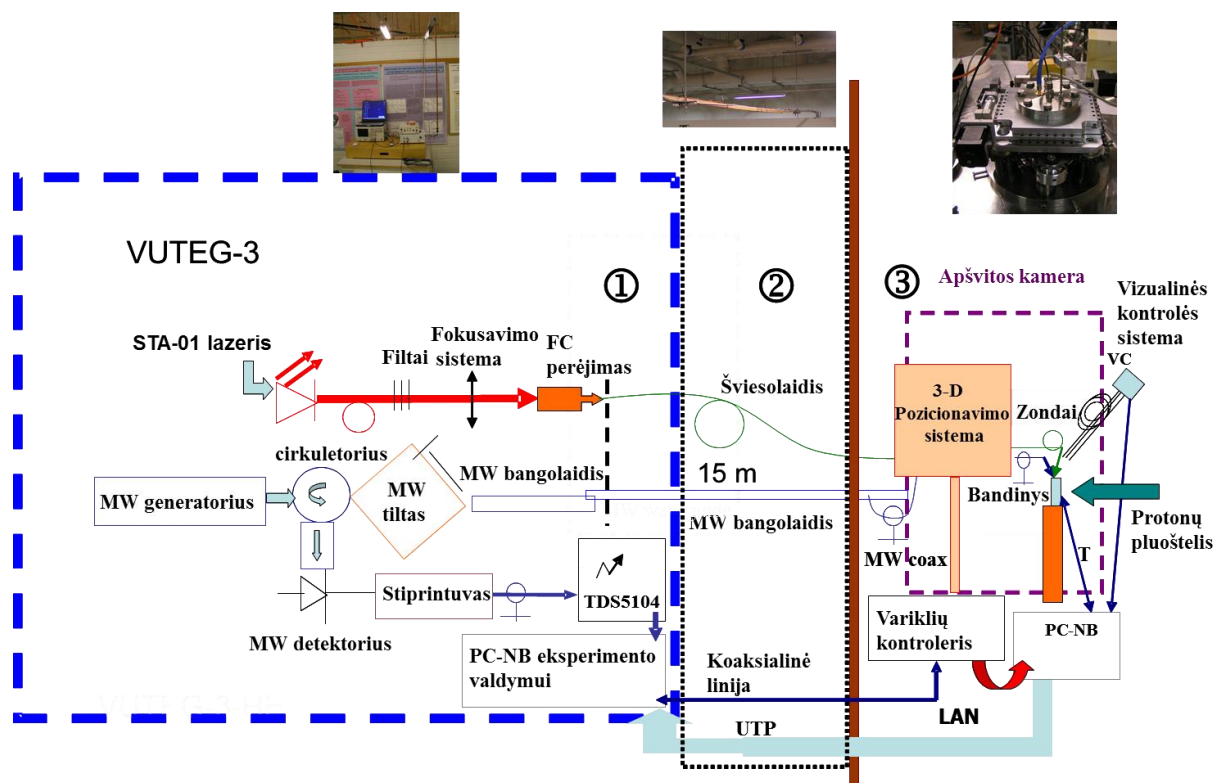 VUTEG-3
①
②
③
Apšvitos kamera
Vizualinės
kontrolės
sistema
VC
STA-01 lazeris
Filtai
Fokusavimo
sistema
FC
perėjimas
Šviesolaidis
3-D
Pozicionavimo
sistema
Zondai
cirkuletorius
MW generatorius
MW
tiltas
MW bangolaidis
15 m
MW bangolaidis
Bandinys
Protonų
pluoštelis
MW coax
T
Stiprintuvas
TDS5104
MW detektorius
PC-NB eksperimento
valdymui
Koaksialinė
linija
Variklių
kontroleris
PC-NB
LAN
UTP